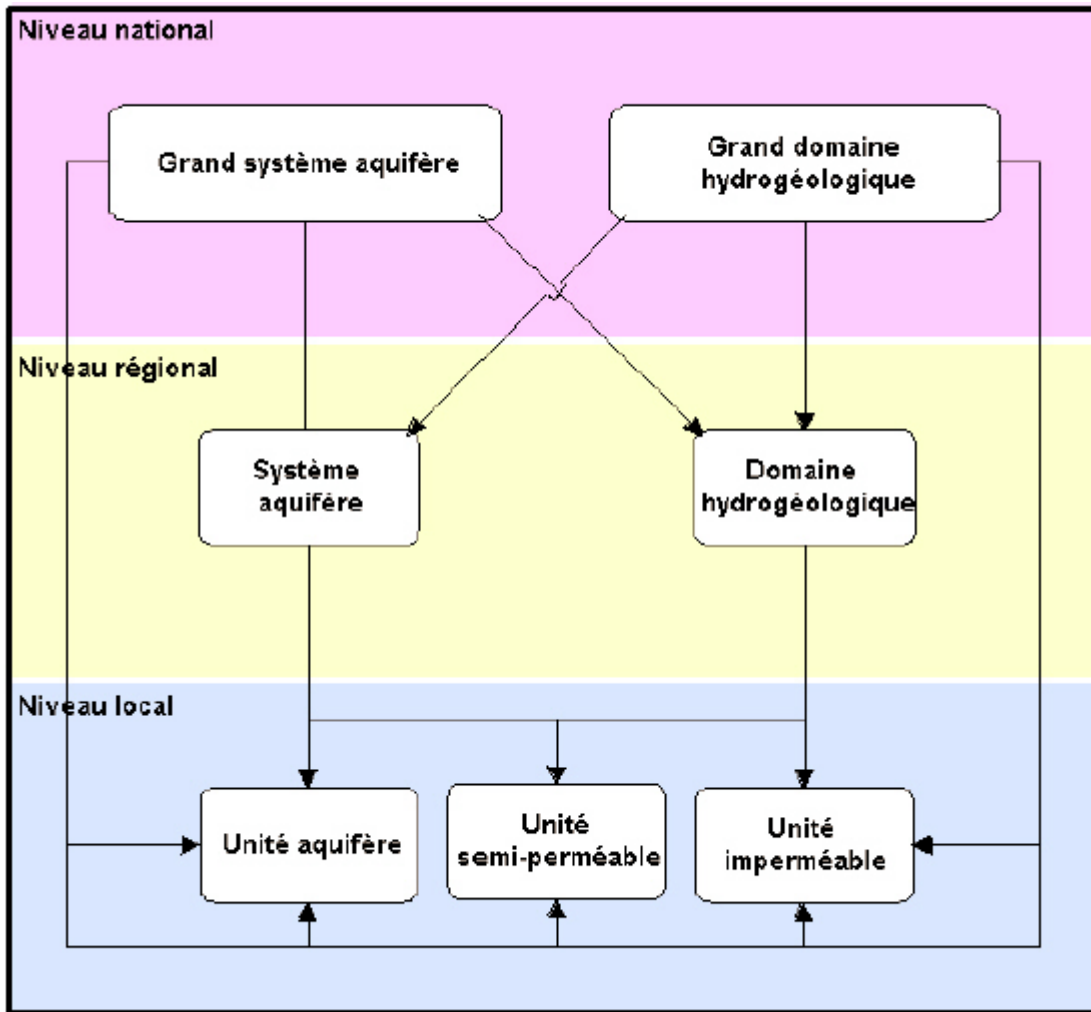 Niveau national
Grand système aquifère
Grand domaine
hydrogéologique
Niveau régional
Système
aquifère
Domaine
hydrogéologique
Niveau local
Unité aquifère
Unité
semi-perméable
Unité
imperméable